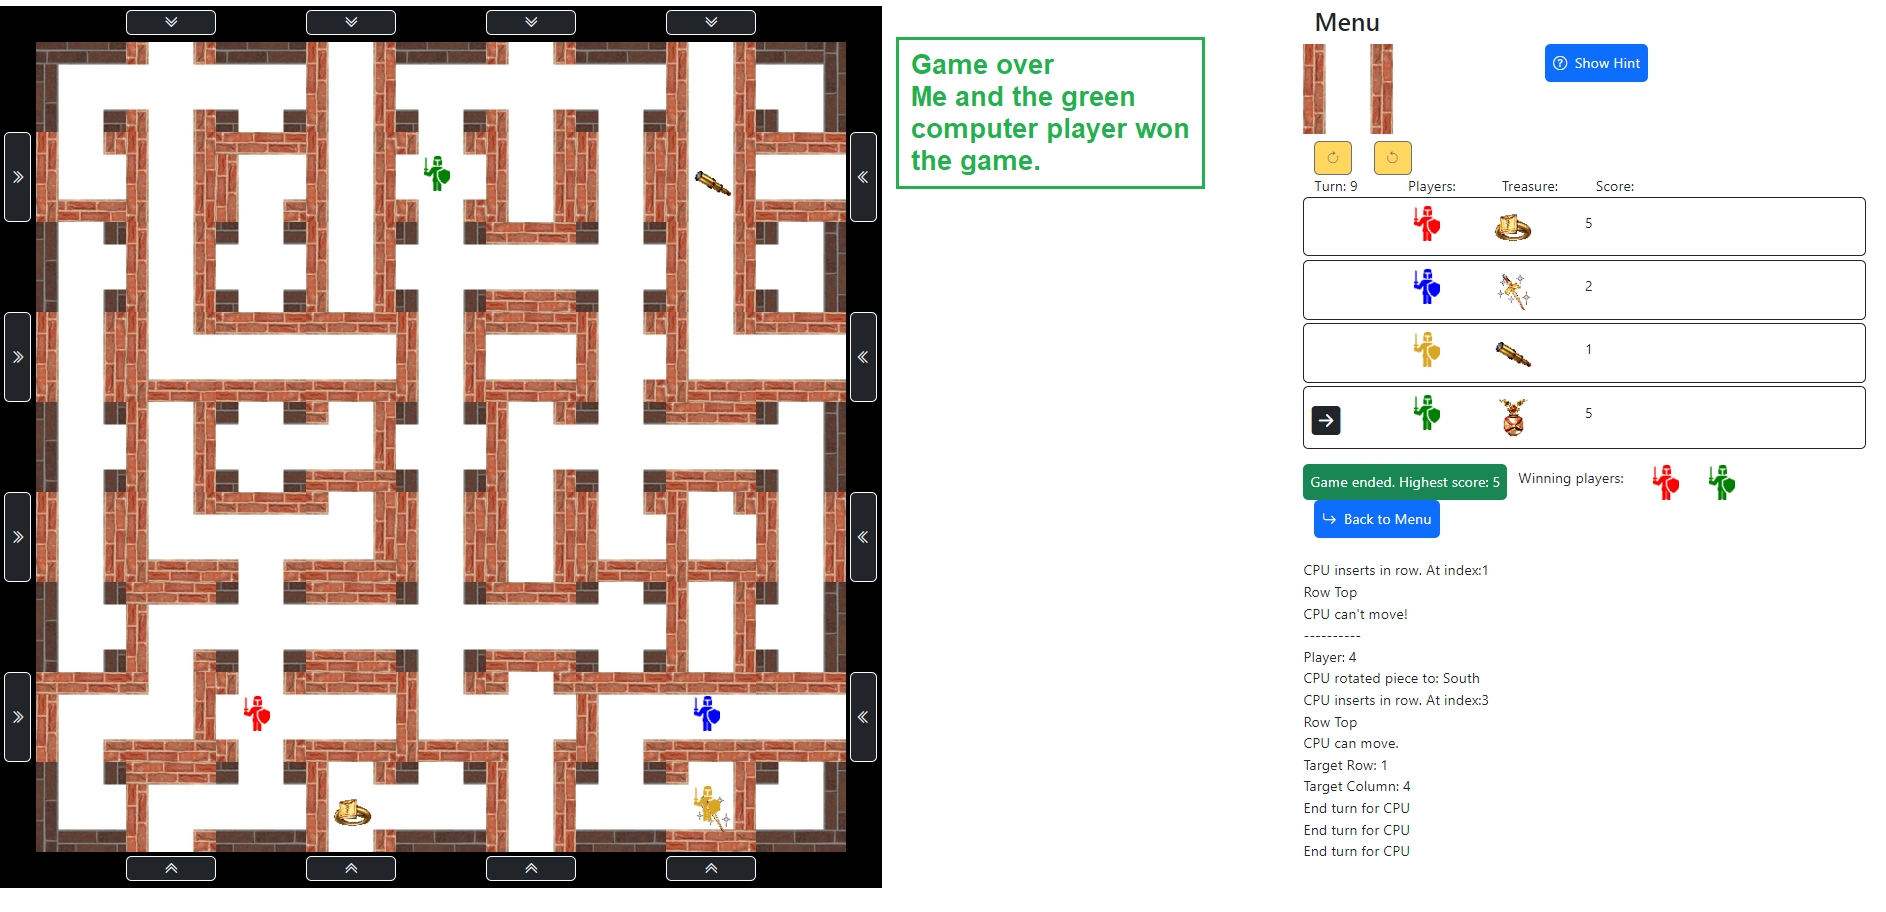 Game over
Me and the green
computer player won
the game.
Menu
Show Hint
Turn: 9 Players: Treasure: Score:
5
2
1
5
Game ended. Highest score: 5 Winning players:
Back to Menu
CPU inserts in row. At index:1
Row Top
CPU can't move!
----------
Player: 4
CPU rotated piece to: South
CPU inserts in row. At index:3
Row Top
CPU can move.
Target Row: 1
Target Column: 4
End turn for CPU
End turn for CPU
End turn for CPU